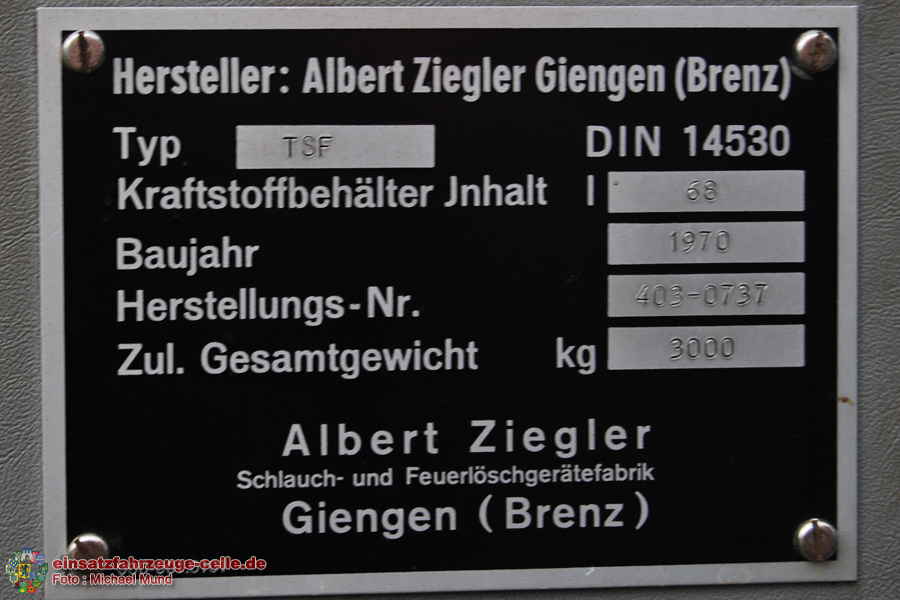 Hersteller: Albert Ziegler Giengen (Brenz)
Typ TSF DIN 14530
Kraftstoffbehälter Jnhalt l 68
Baujahr 1970
Herstellungs-Nr. 403-0737
Zul. Gesamtgewicht kg 3000
Albert Ziegler
Schlauch- und Feuerlöschgerätefabrik
Giengen (Brenz)
einsatzfahrzeuge-celle.de
Foto : Michael Mund